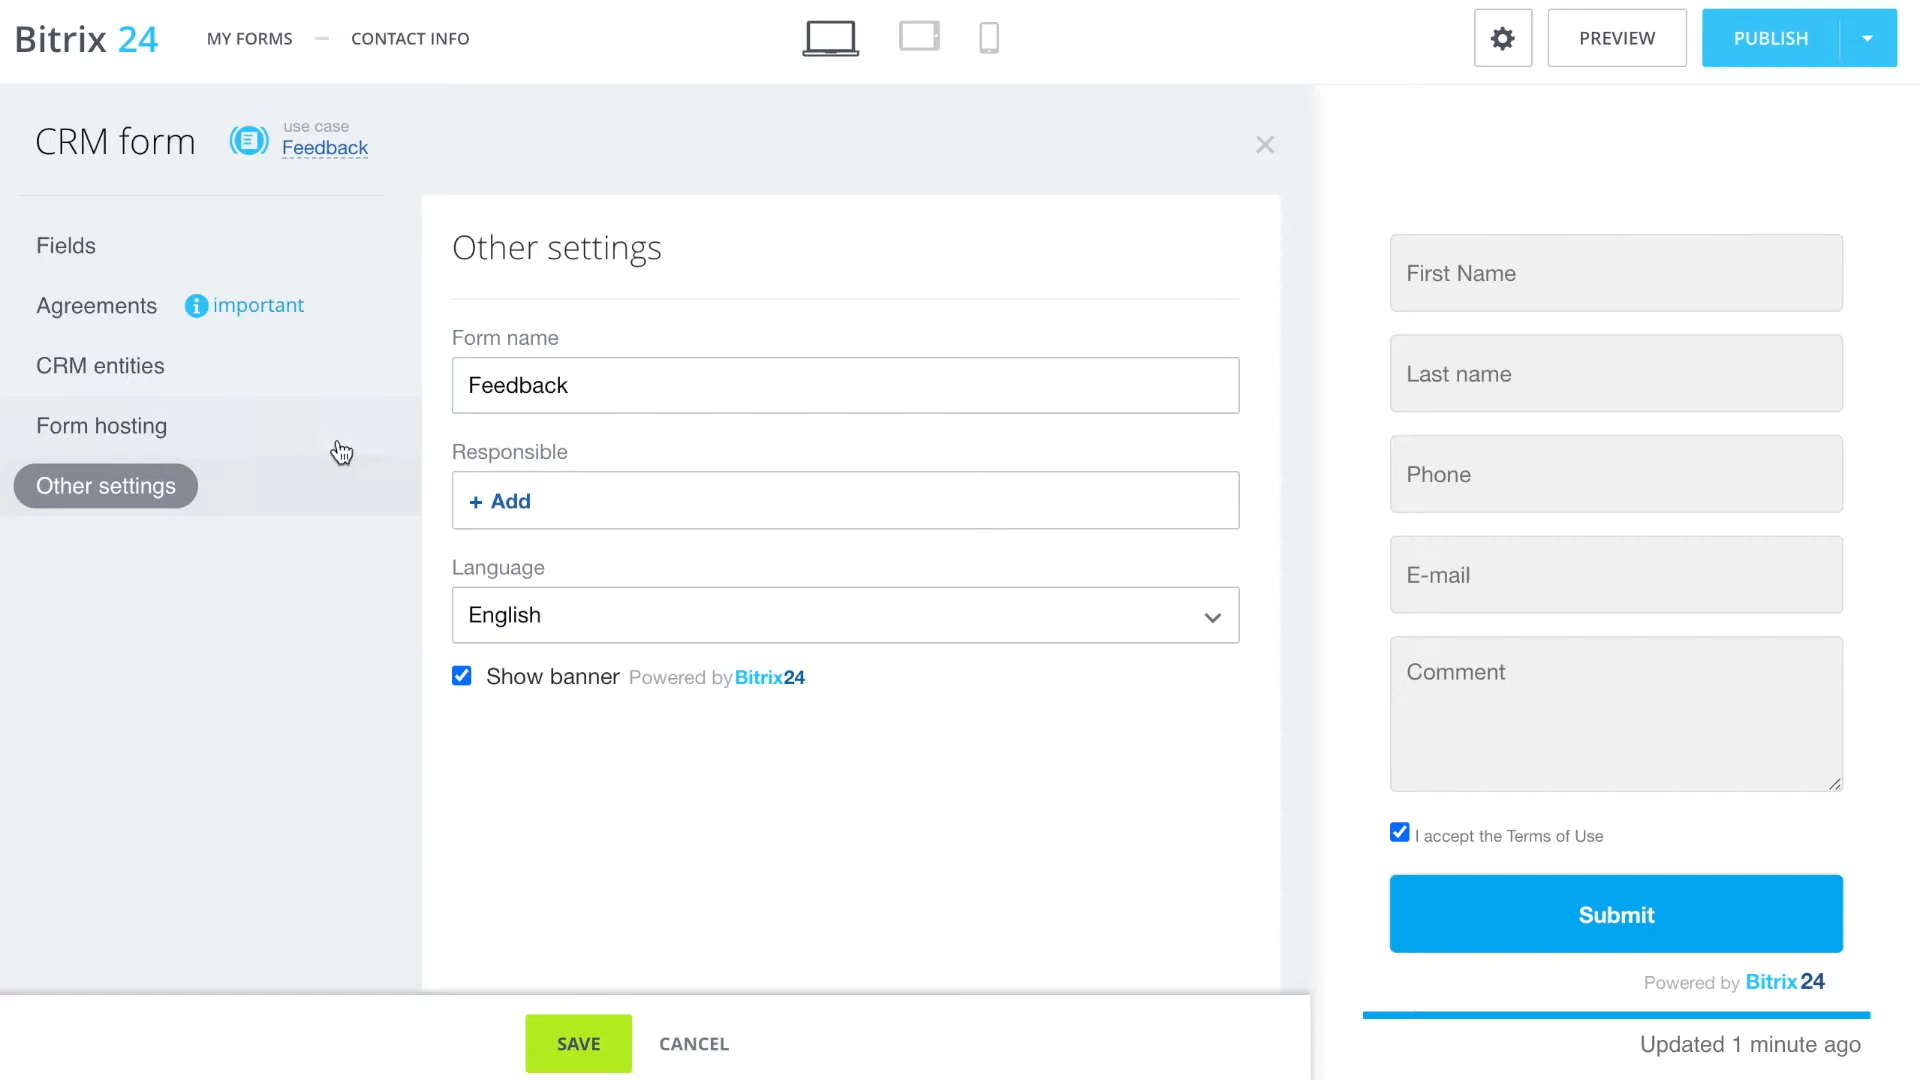 Bitrix 24
MY FORMS — CONTACT INFO
PREVIEW
PUBLISH
CRM form
use case
Feedback
Fields
Agreements
important
CRM entities
Form hosting
Other settings
Other settings
Form name
Feedback
Responsible
+ Add
Language
English
Show banner Powered by Bitrix24
SAVE
CANCEL
First Name
Last name
Phone
E-mail
Comment
I accept the Terms of Use
Submit
Powered by Bitrix24
Updated 1 minute ago